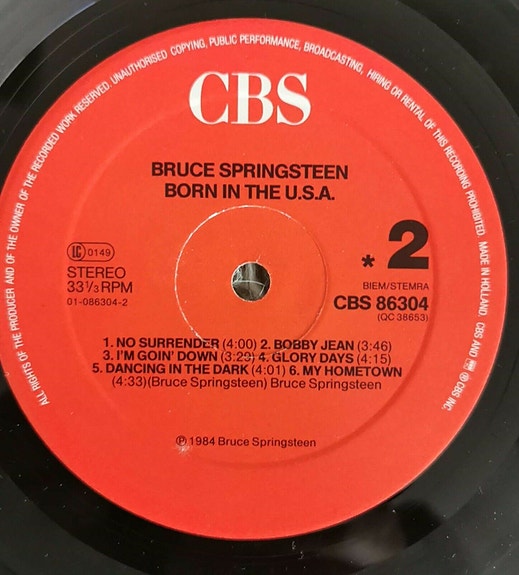 ALL RIGHTS OF THE PRODUCER AND OF THE OWNER OF THE RECORDED WORK RESERVED. UNAUTHORISED COPYING, PUBLIC PERFORMANCE, BROADCASTING, HIRING OR RENTAL OF THIS RECORDING PROHIBITED. MADE IN HOLLAND. CBS AND ℗ CBS INC.
CBS
BRUCE SPRINGSTEEN
BORN IN THE U.S.A.
LC 0149
* 2
STEREO
33⅓RPM
01-086304-2
BIEM/STEMRA
CBS 86304
(QC 38653)
1. NO SURRENDER (4:00) 2. BOBBY JEAN (3:46)
3. I'M GOIN' DOWN (3:29) 4. GLORY DAYS (4:15)
5. DANCING IN THE DARK (4:01) 6. MY HOMETOWN
(4:33)(Bruce Springsteen) Bruce Springsteen
℗ 1984 Bruce Springsteen